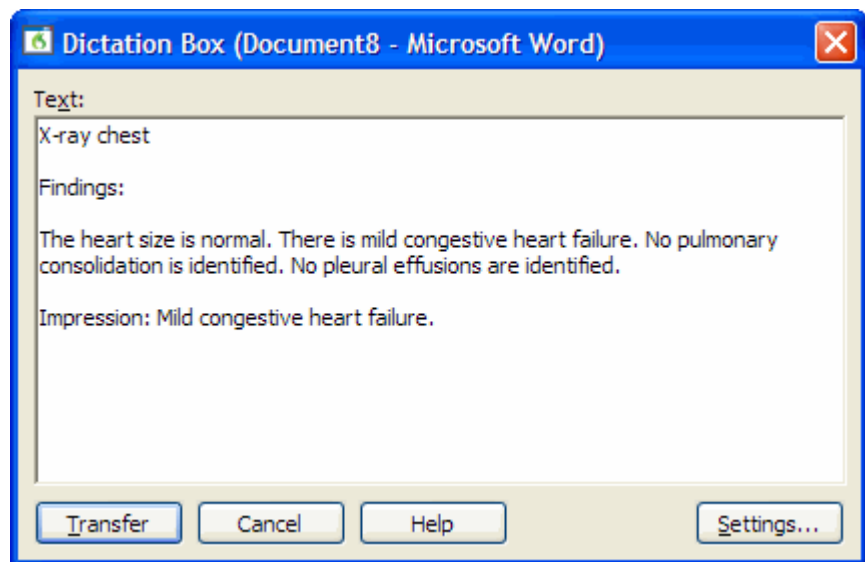 Dictation Box (Document8 - Microsoft Word)
Text:
X-ray chest
Findings:
The heart size is normal. There is mild congestive heart failure. No pulmonary
consolidation is identified. No pleural effusions are identified.
Impression: Mild congestive heart failure.
Transfer Cancel Help Settings...